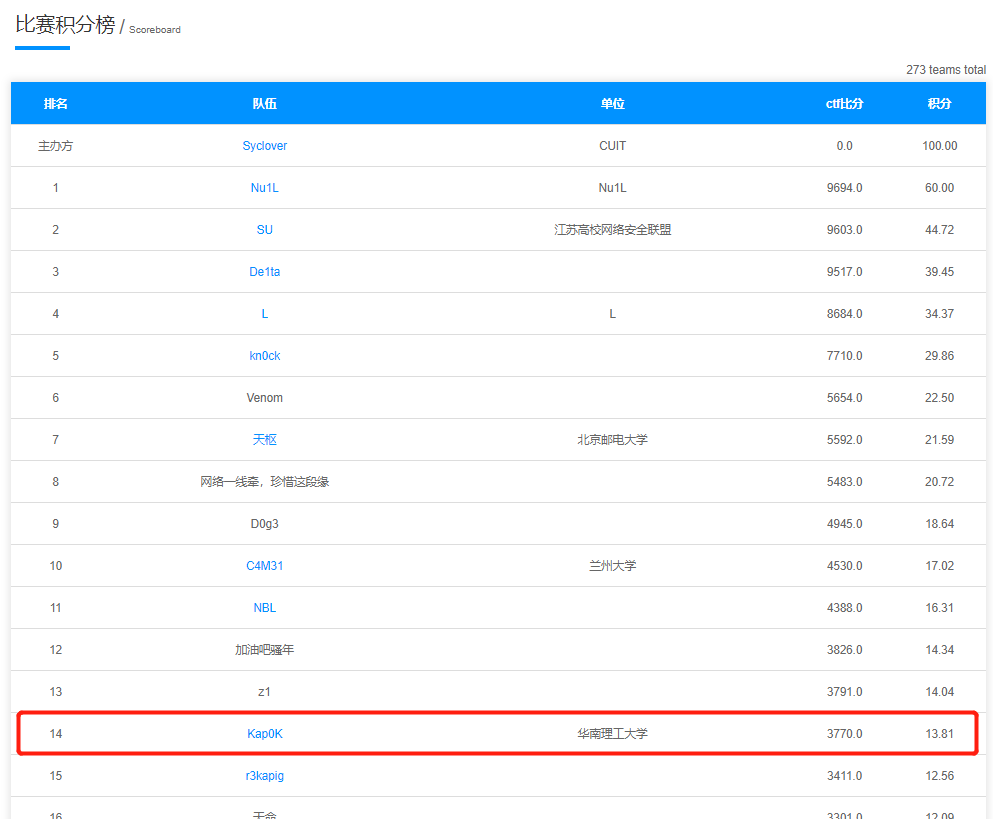 比赛积分榜 / Scoreboard
273 teams total
排名 队伍 单位 ctf比分 积分
主办方 Syclover CUIT 0.0 100.00
1 Nu1L Nu1L 9694.0 60.00
2 SU 江苏高校网络安全联盟 9603.0 44.72
3 De1ta 9517.0 39.45
4 L L 8684.0 34.37
5 kn0ck 7710.0 29.86
6 Venom 5654.0 22.50
7 天枢 北京邮电大学 5592.0 21.59
8 网络一线牵，珍惜这段缘 5483.0 20.72
9 D0g3 4945.0 18.64
10 C4M31 兰州大学 4530.0 17.02
11 NBL 4388.0 16.31
12 加油吧骚年 3826.0 14.34
13 z1 3791.0 14.04
14 Kap0K 华南理工大学 3770.0 13.81
15 r3kapig 3411.0 12.56
16 天命 3301.0 12.09